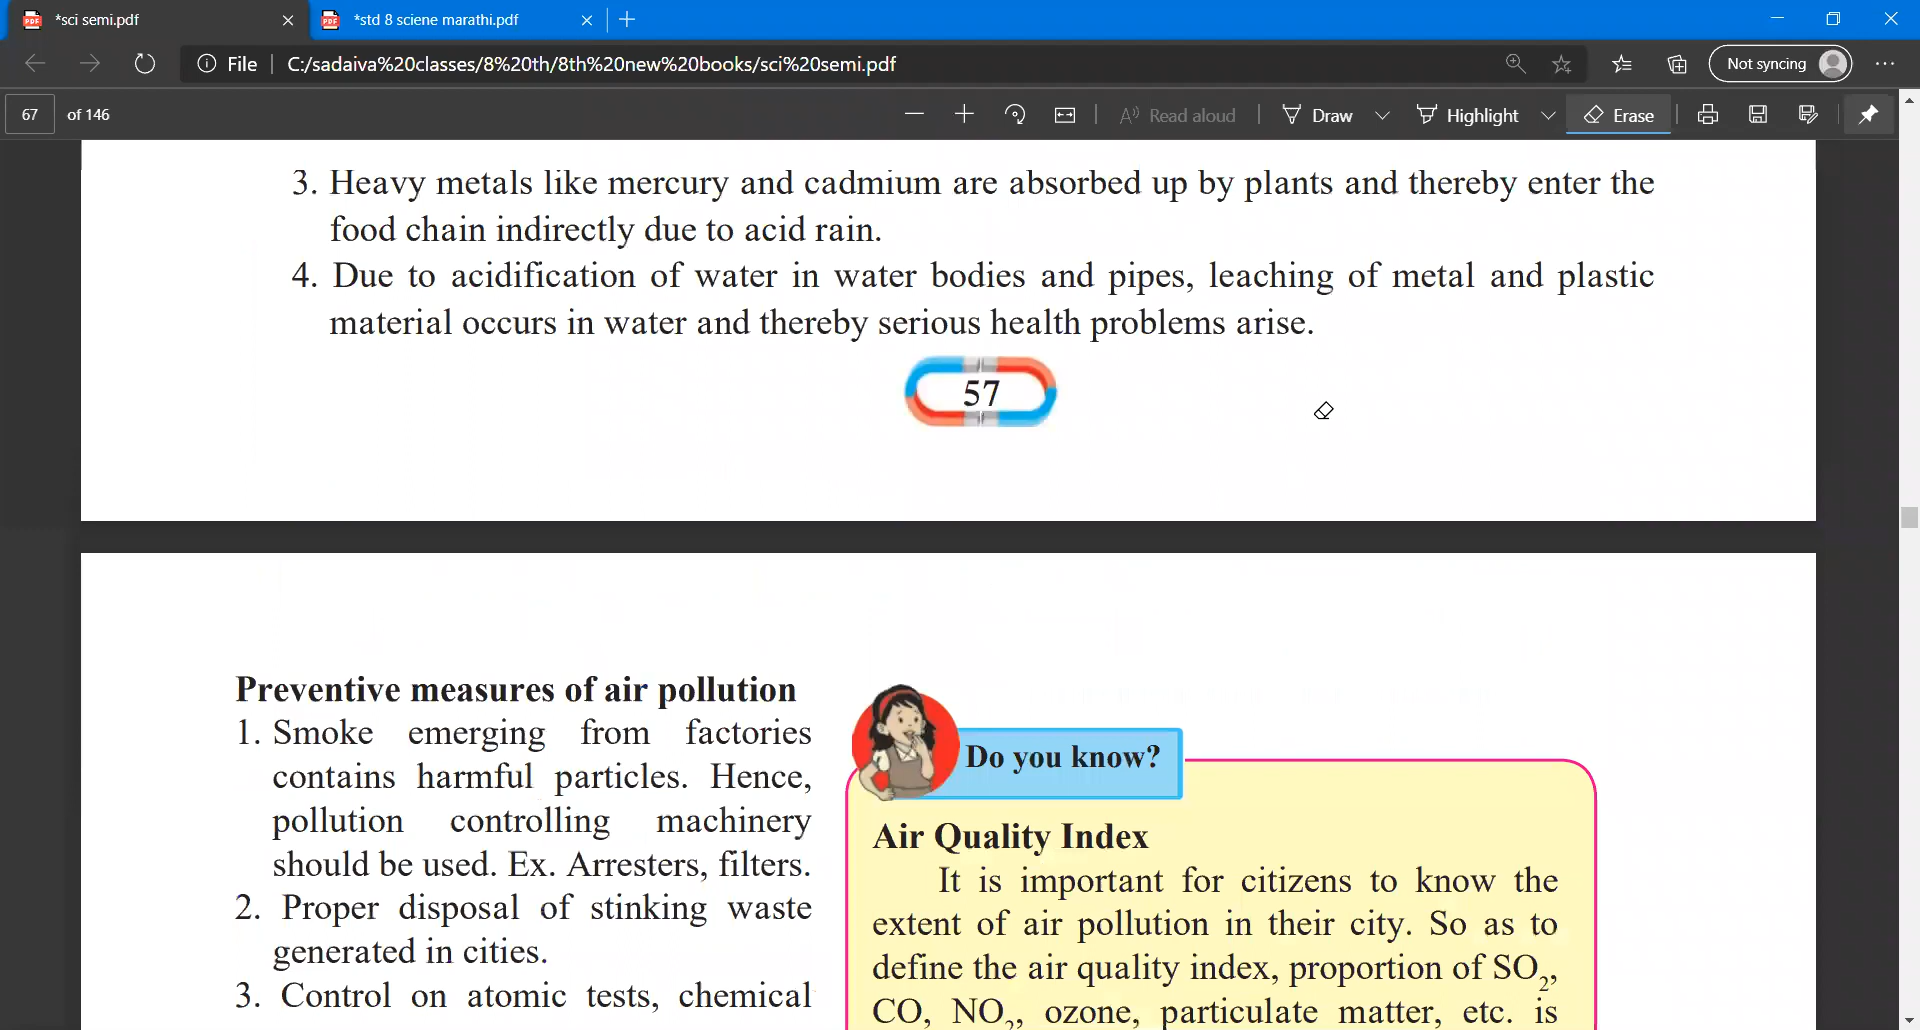 *sci semi.pdf
*std 8 sciene marathi.pdf
File
C:/sadaiva%20classes/8%20th/8th%20new%20books/sci%20semi.pdf
Not syncing
67 of 146
Read aloud
Draw
Highlight
Erase
3. Heavy metals like mercury and cadmium are absorbed up by plants and thereby enter the
food chain indirectly due to acid rain.
4. Due to acidification of water in water bodies and pipes, leaching of metal and plastic
material occurs in water and thereby serious health problems arise.
57
Preventive measures of air pollution
1. Smoke emerging from factories
contains harmful particles. Hence,
pollution controlling machinery
should be used. Ex. Arresters, filters.
2. Proper disposal of stinking waste
generated in cities.
3. Control on atomic tests, chemical
Do you know?
Air Quality Index
It is important for citizens to know the
extent of air pollution in their city. So as to
define the air quality index, proportion of SO₂,
CO, NO₂, ozone, particulate matter, etc. is